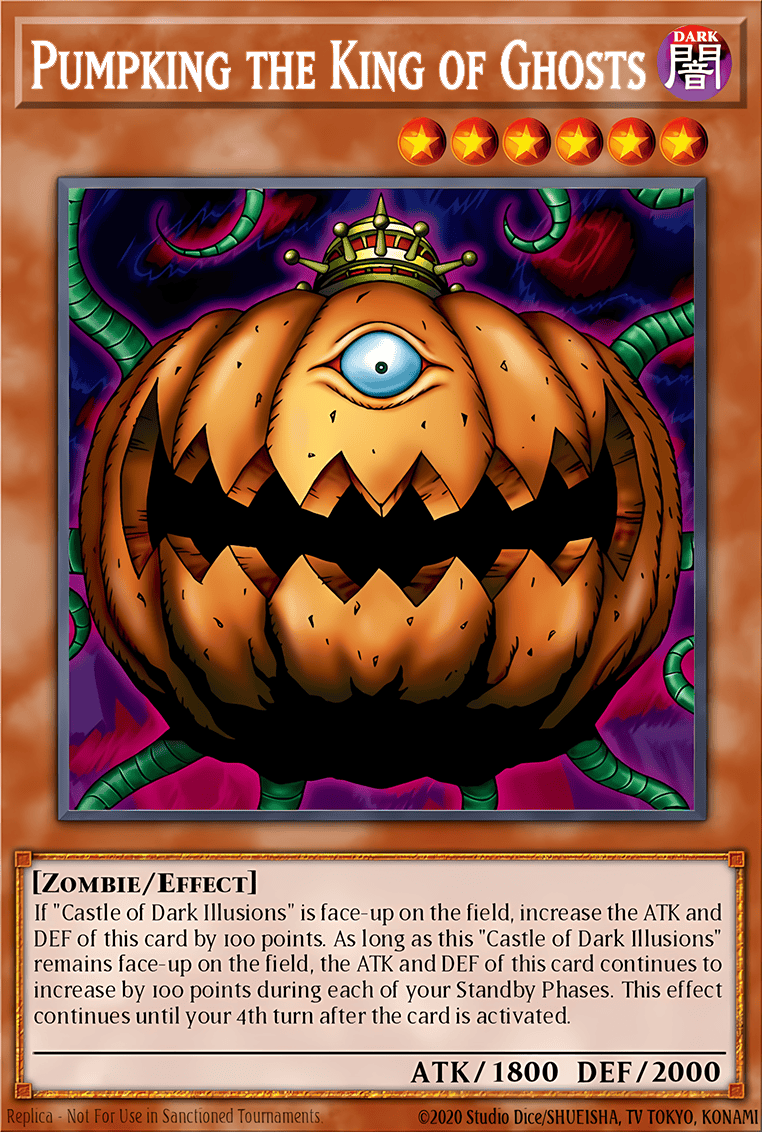 PUMPKING THE KING OF GHOSTS
DARK
闇
[ZOMBIE/EFFECT]
If "Castle of Dark Illusions" is face-up on the field, increase the ATK and
DEF of this card by 100 points. As long as this "Castle of Dark Illusions"
remains face-up on the field, the ATK and DEF of this card continues to
increase by 100 points during each of your Standby Phases. This effect
continues until your 4th turn after the card is activated.
ATK/1800 DEF/2000
Replica - Not For Use in Sanctioned Tournaments.
©2020 Studio Dice/SHUEISHA, TV TOKYO, KONAMI